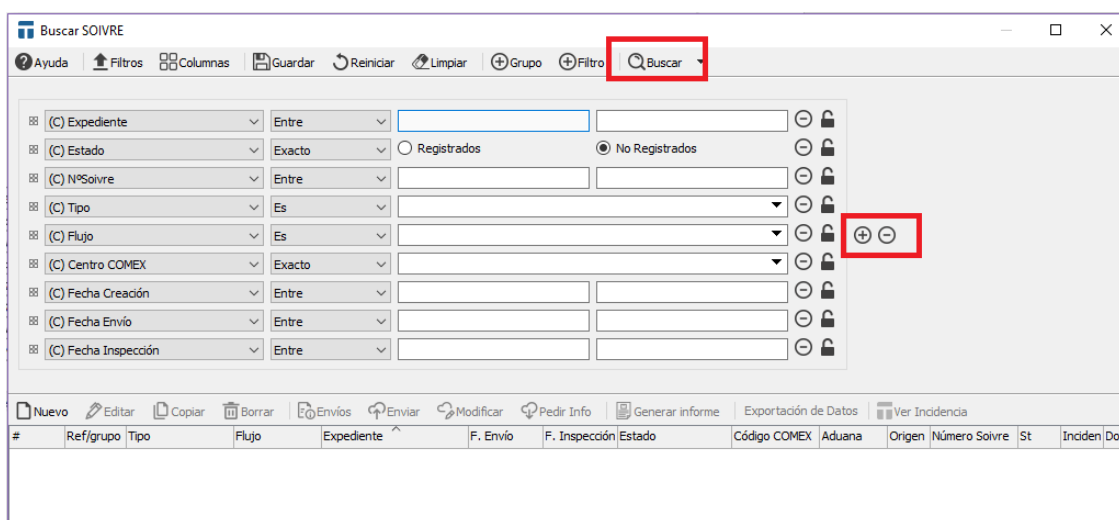 Buscar SOIVRE
Ayuda Filtros Columnas Guardar Reiniciar Limpiar Grupo Filtro Buscar
(C) Expediente Entre
(C) Estado Exacto Registrados No Registrados
(C) NºSoivre Entre
(C) Tipo Es
(C) Flujo Es
(C) Centro COMEX Exacto
(C) Fecha Creación Entre
(C) Fecha Envío Entre
(C) Fecha Inspección Entre
Nuevo Editar Copiar Borrar Envíos Enviar Modificar Pedir Info Generar informe Exportación de Datos Ver Incidencia
# Ref/grupo Tipo Flujo Expediente F. Envío F. Inspección Estado Código COMEX Aduana Origen Número Soivre St Inciden Do